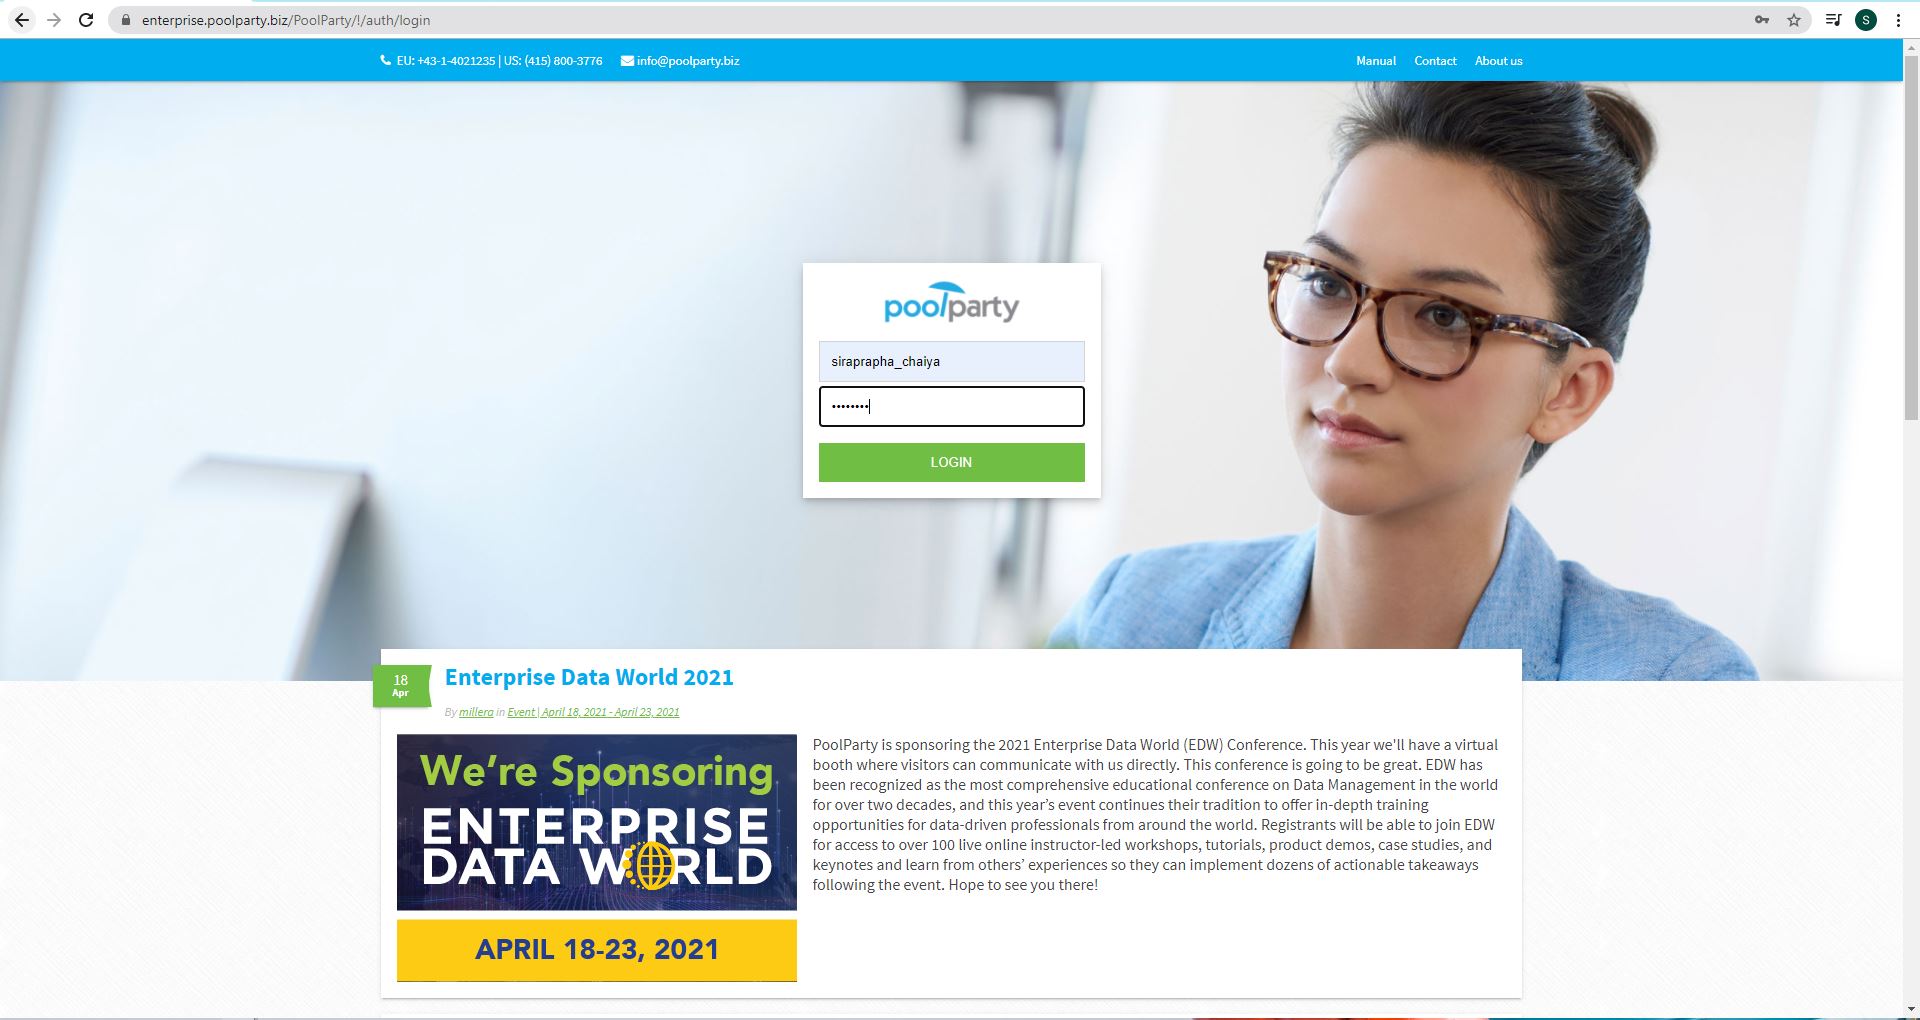 enterprise.poolparty.biz/PoolParty/!/auth/login
S
EU: +43-1-4021235 | US: (415) 800-3776
info@poolparty.biz
Manual
Contact
About us
poolparty
siraprapha_chaiya
••••••••
LOGIN
18
Apr
Enterprise Data World 2021
By millera in Event | April 18, 2021 - April 23, 2021
We’re Sponsoring
ENTERPRISE
DATA WORLD
APRIL 18-23, 2021
PoolParty is sponsoring the 2021 Enterprise Data World (EDW) Conference. This year we'll have a virtual
booth where visitors can communicate with us directly. This conference is going to be great. EDW has
been recognized as the most comprehensive educational conference on Data Management in the world
for over two decades, and this year’s event continues their tradition to offer in-depth training
opportunities for data-driven professionals from around the world. Registrants will be able to join EDW
for access to over 100 live online instructor-led workshops, tutorials, product demos, case studies, and
keynotes and learn from others’ experiences so they can implement dozens of actionable takeaways
following the event. Hope to see you there!